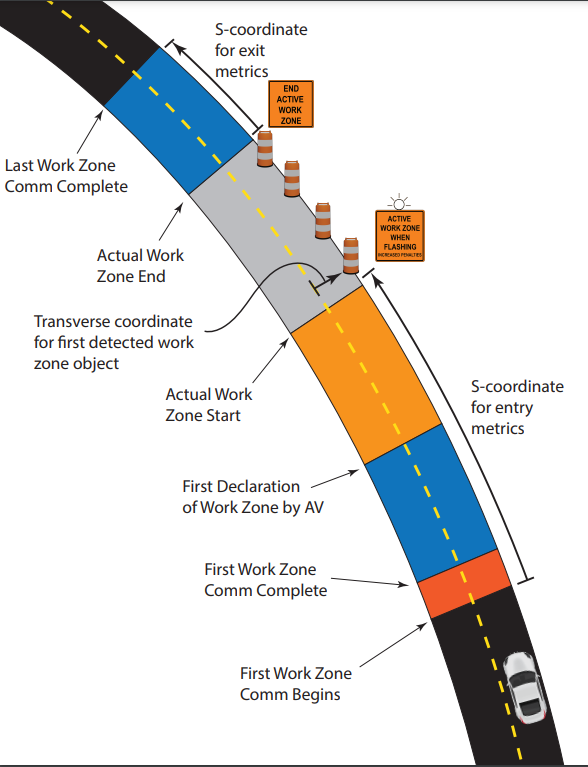 S-coordinate
for exit
metrics
END
ACTIVE
WORK
ZONE
Last Work Zone
Comm Complete
ACTIVE
WORK ZONE
WHEN
FLASHING
INCREASED PENALTIES
Actual Work
Zone End
Transverse coordinate
for first detected work
zone object
Actual Work
Zone Start
S-coordinate
for entry
metrics
First Declaration
of Work Zone by AV
First Work Zone
Comm Complete
First Work Zone
Comm Begins